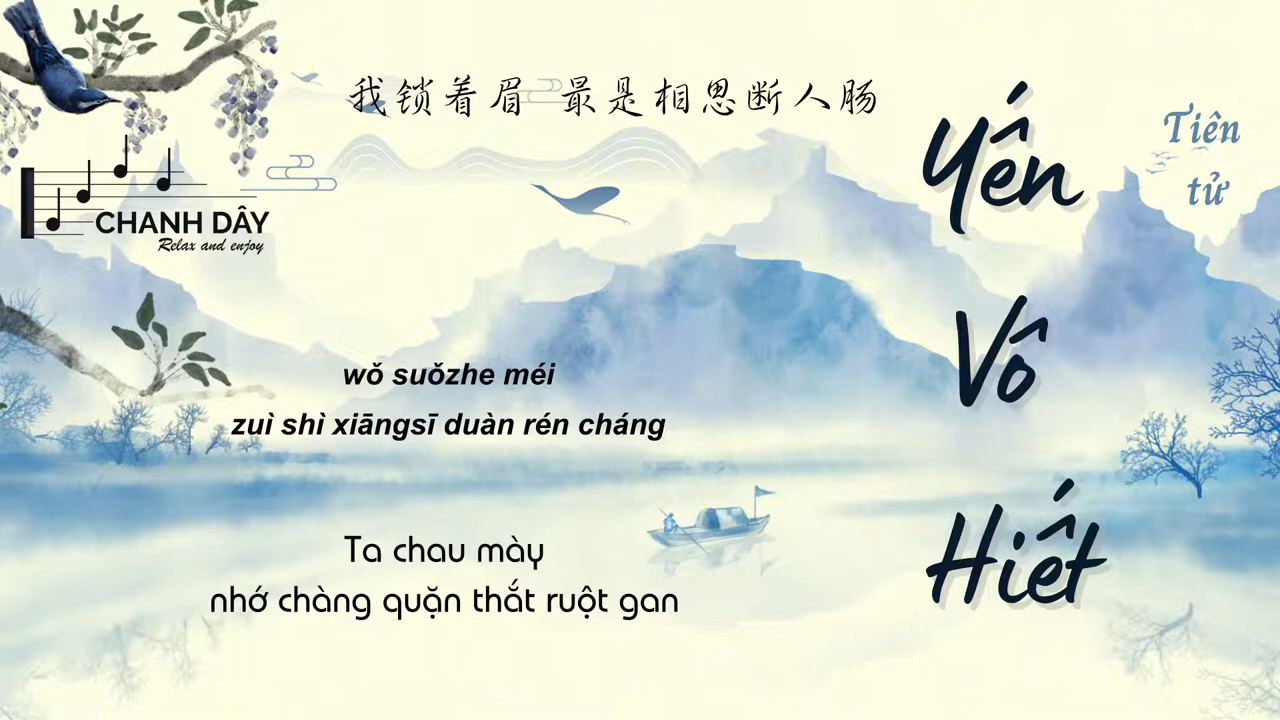 我锁着眉 最是相思断人肠
CHANH DÂY
Relax and enjoy
wǒ suǒzhe méi
zuì shì xiāngsī duàn rén cháng
Ta chau mày
nhớ chàng quặn thắt ruột gan
Yến
Vô
Hiết
Tiên
tử